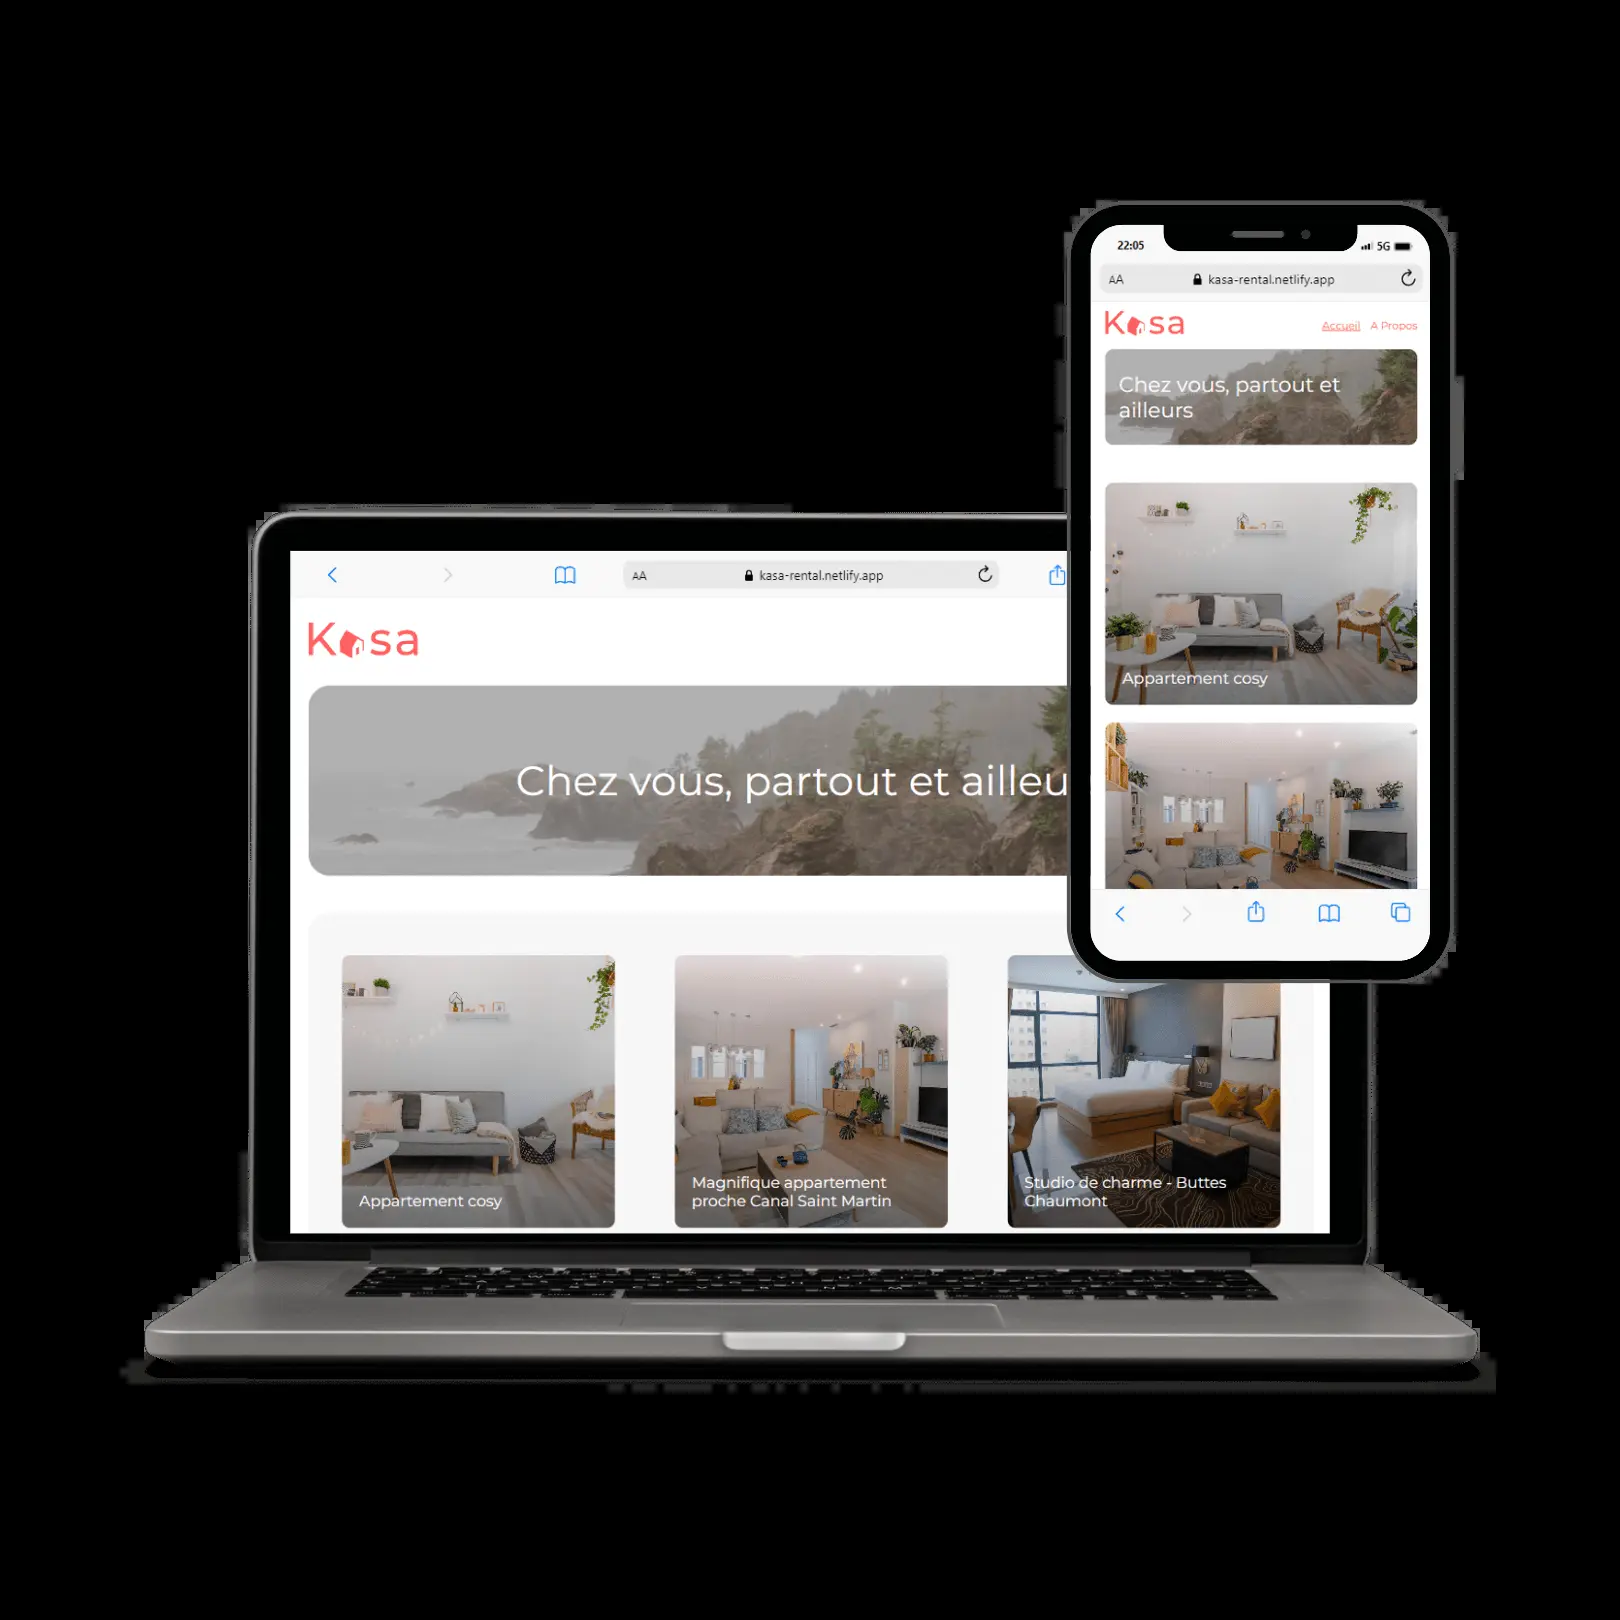 22:05
5G
AA
kasa-rental.netlify.app
Kasa
Accueil A Propos
Chez vous, partout et
ailleurs
Appartement cosy
AA
kasa-rental.netlify.app
Kasa
Chez vous, partout et ailleu
Appartement cosy
Magnifique appartement
proche Canal Saint Martin
Studio de charme - Buttes
Chaumont